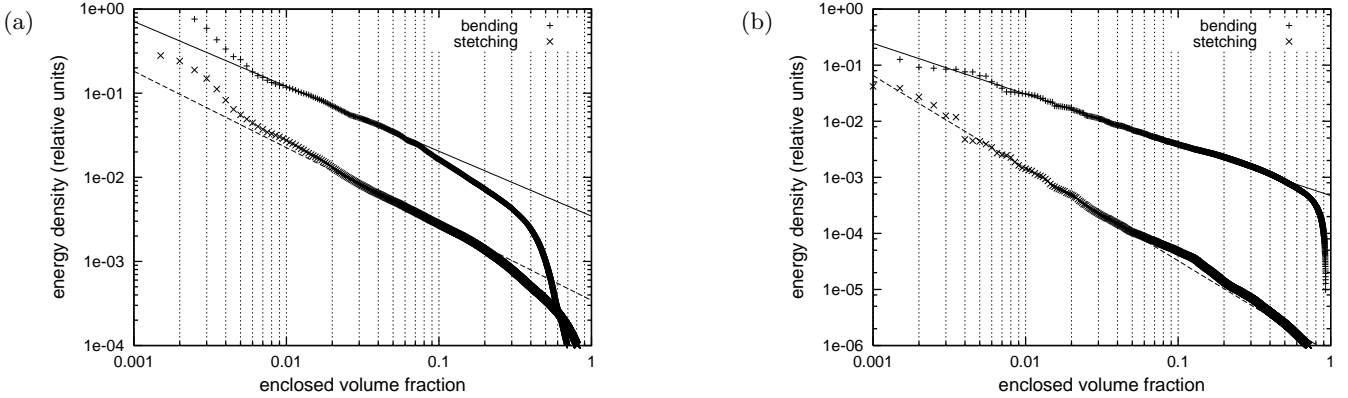 (a)
energy density (relative units)
1e+00
1e-01
1e-02
1e-03
1e-04
0.001
0.01
0.1
1
enclosed volume fraction
bending
stetching
(b)
energy density (relative units)
1e+00
1e-01
1e-02
1e-03
1e-04
1e-05
1e-06
0.001
0.01
0.1
1
enclosed volume fraction
bending
stetching